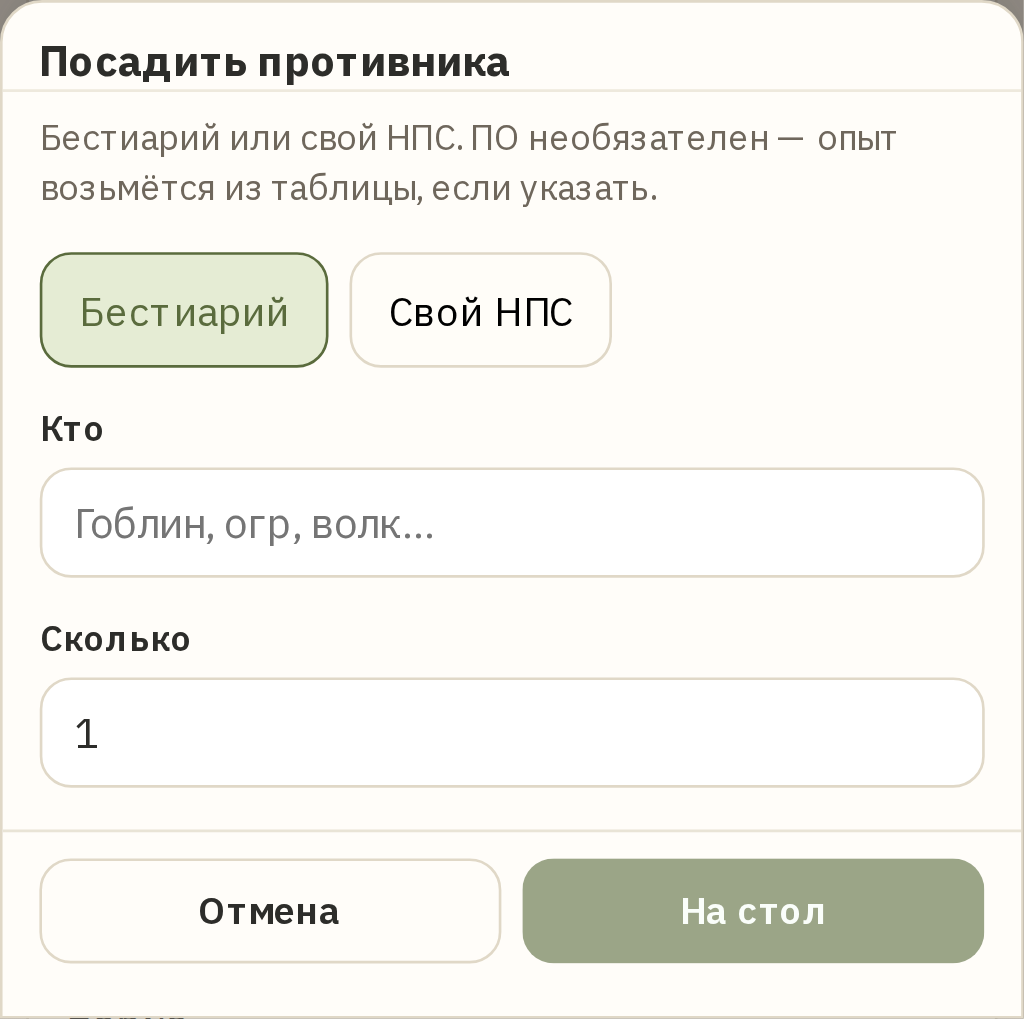 Посадить противника
Бестиарий или свой НПС. ПО необязателен — опыт
возьмётся из таблицы, если указать.
Бестиарий
Свой НПС
Кто
Гоблин, огр, волк...
Сколько
1
Отмена
На стол